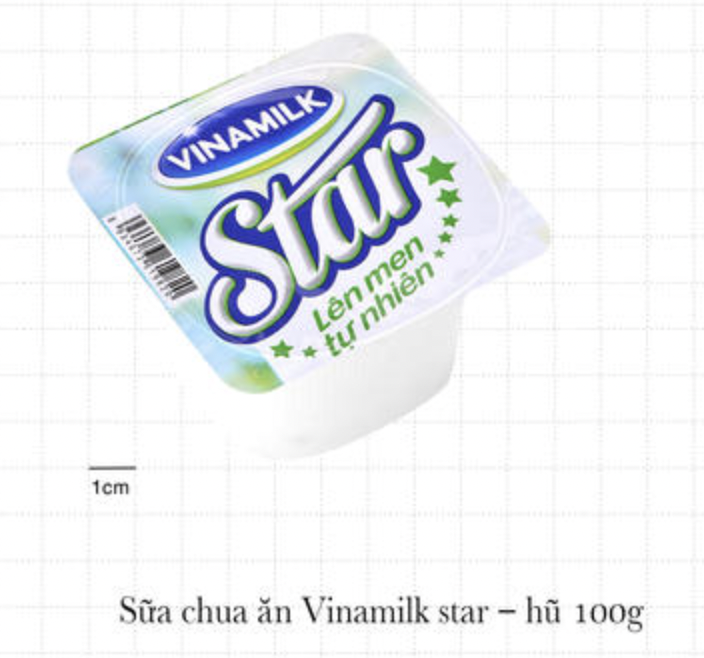 VINAMILK
Star
Lên men
tự nhiên
1cm
Sữa chua ăn Vinamilk star – hũ 100g